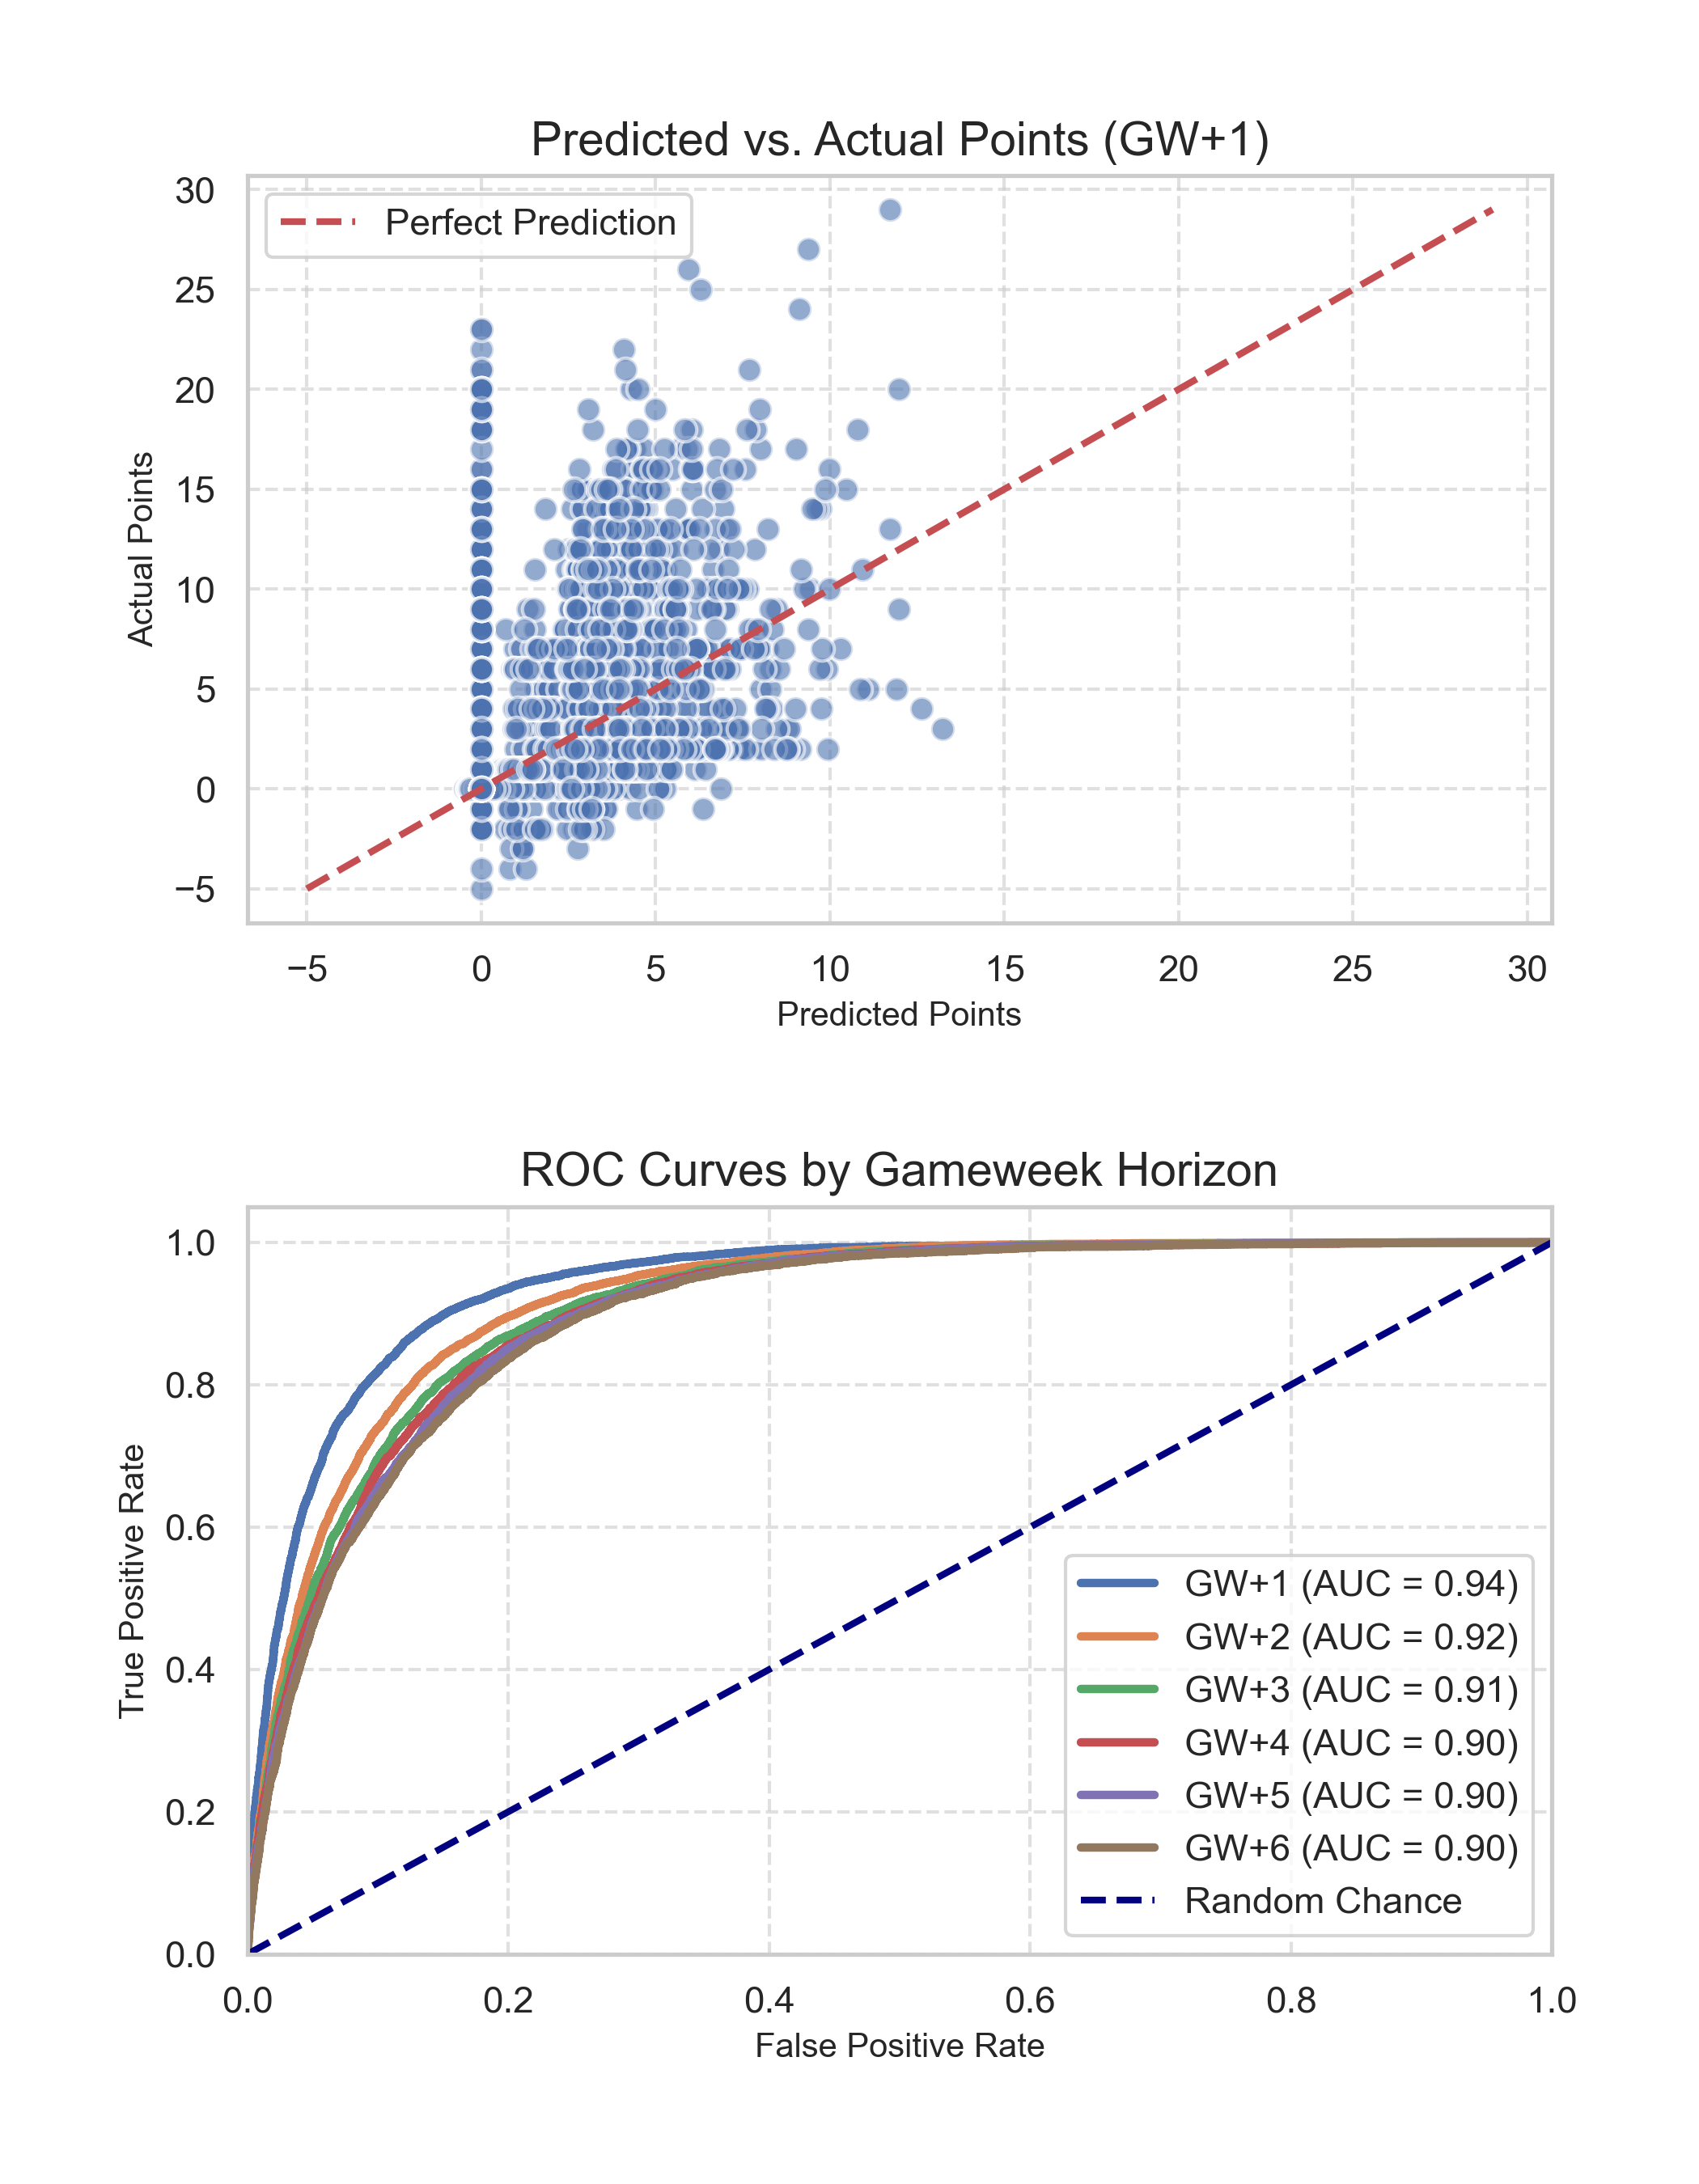 Predicted vs. Actual Points (GW+1)
Perfect Prediction
30
25
20
15
10
5
0
−5
Actual Points
−5 0 5 10 15 20 25 30
Predicted Points
ROC Curves by Gameweek Horizon
1.0
0.8
0.6
0.4
0.2
0.0
True Positive Rate
GW+1 (AUC = 0.94)
GW+2 (AUC = 0.92)
GW+3 (AUC = 0.91)
GW+4 (AUC = 0.90)
GW+5 (AUC = 0.90)
GW+6 (AUC = 0.90)
Random Chance
0.0 0.2 0.4 0.6 0.8 1.0
False Positive Rate